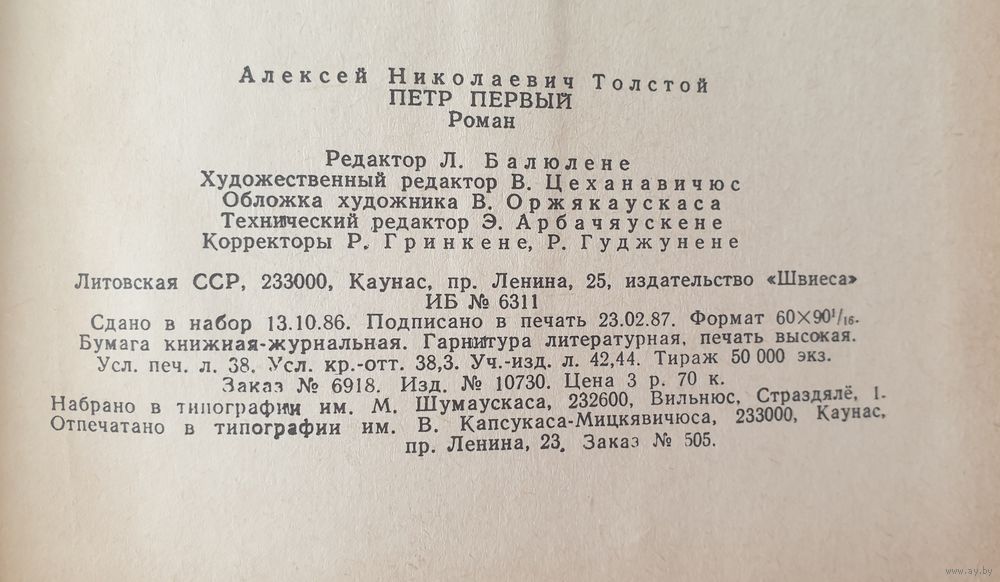 Алексей Николаевич Толстой
ПЕТР ПЕРВЫЙ
Роман
Редактор Л. Балюлене
Художественный редактор В. Цеханавичюс
Обложка художника В. Оржякаускаса
Технический редактор Э. Арбачяускене
Корректоры Р. Гринкене, Р. Гуджунене
Литовская ССР, 233000, Каунас, пр. Ленина, 25, издательство «Швиеса»
ИБ № 6311
Сдано в набор 13.10.86. Подписано в печать 23.02.87. Формат 60×90¹/₁₆.
Бумага книжная-журнальная. Гарнитура литературная, печать высокая.
Усл. печ. л. 38. Усл. кр.-отт. 38,3. Уч.-изд. л. 42,44. Тираж 50 000 экз.
Заказ № 6918. Изд. № 10730. Цена 3 р. 70 к.
Набрано в типографии им. М. Шумаускаса, 232600, Вильнюс, Страздялё, 1.
Отпечатано в типографии им. В. Капсукаса-Мицкявичюса, 233000, Каунас,
пр. Ленина, 23. Заказ № 505.
www.ay.by